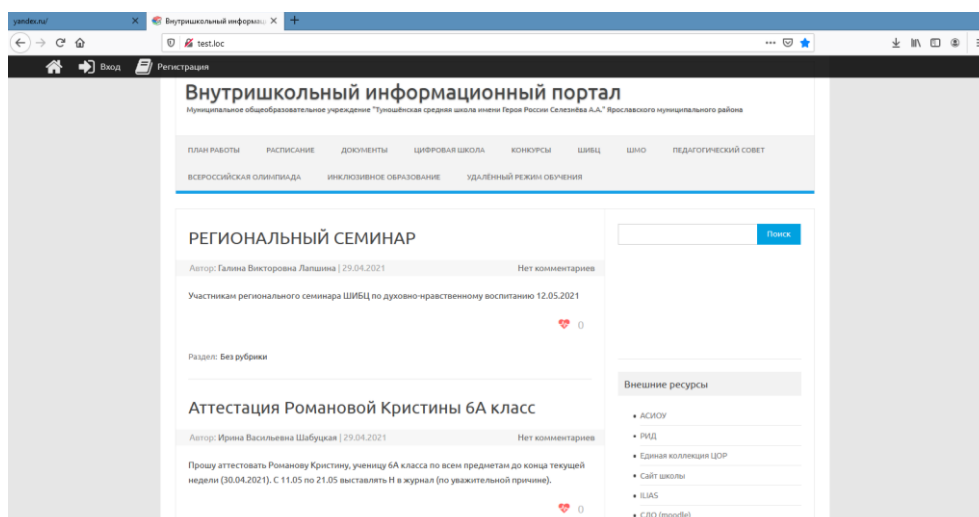 yandex.ru/
Внутришкольный информац
test.loc
Вход
Регистрация
Внутришкольный информационный портал
Муниципальное общеобразовательное учреждение "Туношёнская средняя школа имени Героя России Селезнёва А.А." Ярославского муниципального района
ПЛАН РАБОТЫ РАСПИСАНИЕ ДОКУМЕНТЫ ЦИФРОВАЯ ШКОЛА КОНКУРСЫ ШИБЦ ШМО ПЕДАГОГИЧЕСКИЙ СОВЕТ
ВСЕРОССИЙСКАЯ ОЛИМПИАДА ИНКЛЮЗИВНОЕ ОБРАЗОВАНИЕ УДАЛЁННЫЙ РЕЖИМ ОБУЧЕНИЯ
РЕГИОНАЛЬНЫЙ СЕМИНАР
Автор: Галина Викторовна Лапшина | 29.04.2021 Нет комментариев
Участникам регионального семинара ШИБЦ по духовно-нравственному воспитанию 12.05.2021
0
Раздел: Без рубрики
Аттестация Романовой Кристины 6А класс
Автор: Ирина Васильевна Шабуцкая | 29.04.2021 Нет комментариев
Прошу аттестовать Романову Кристину, ученицу 6А класса по всем предметам до конца текущей
недели (30.04.2021). С 11.05 по 21.05 выставлять Н в журнал (по уважительной причине).
0
Поиск
Внешние ресурсы
АСИОУ
РИД
Единая коллекция ЦОР
Сайт школы
ILIAS
СДО (moodle)